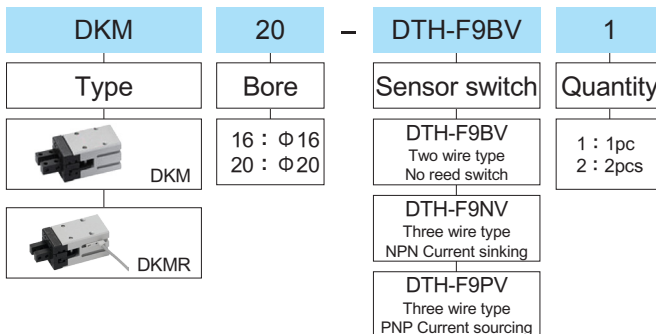 DKM 20 – DTH-F9BV 1
Type Bore Sensor switch Quantity
DKM
DKMR
16：Φ16
20：Φ20
DTH-F9BV
Two wire type
No reed switch
DTH-F9NV
Three wire type
NPN Current sinking
DTH-F9PV
Three wire type
PNP Current sourcing
1：1pc
2：2pcs